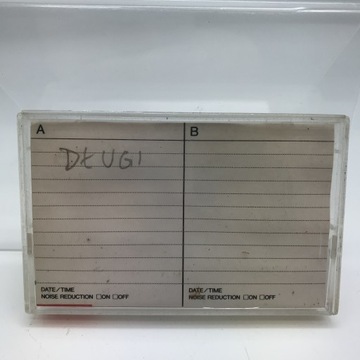 A
DłUGI
DATE/TIME
NOISE REDUCTION ☐ON ☐OFF
B
DATE/TIME
NOISE REDUCTION ☐ON ☐OFF